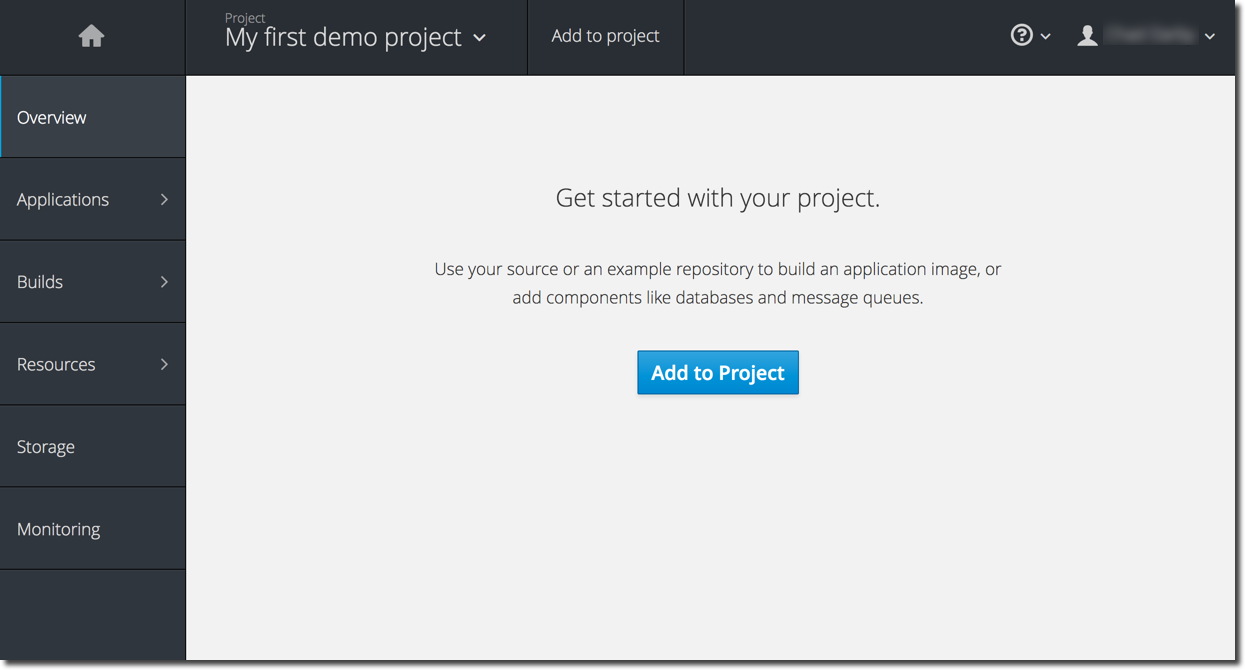 Project
My first demo project
Add to project
Overview
Applications
Builds
Resources
Storage
Monitoring
Get started with your project.
Use your source or an example repository to build an application image, or
add components like databases and message queues.
Add to Project